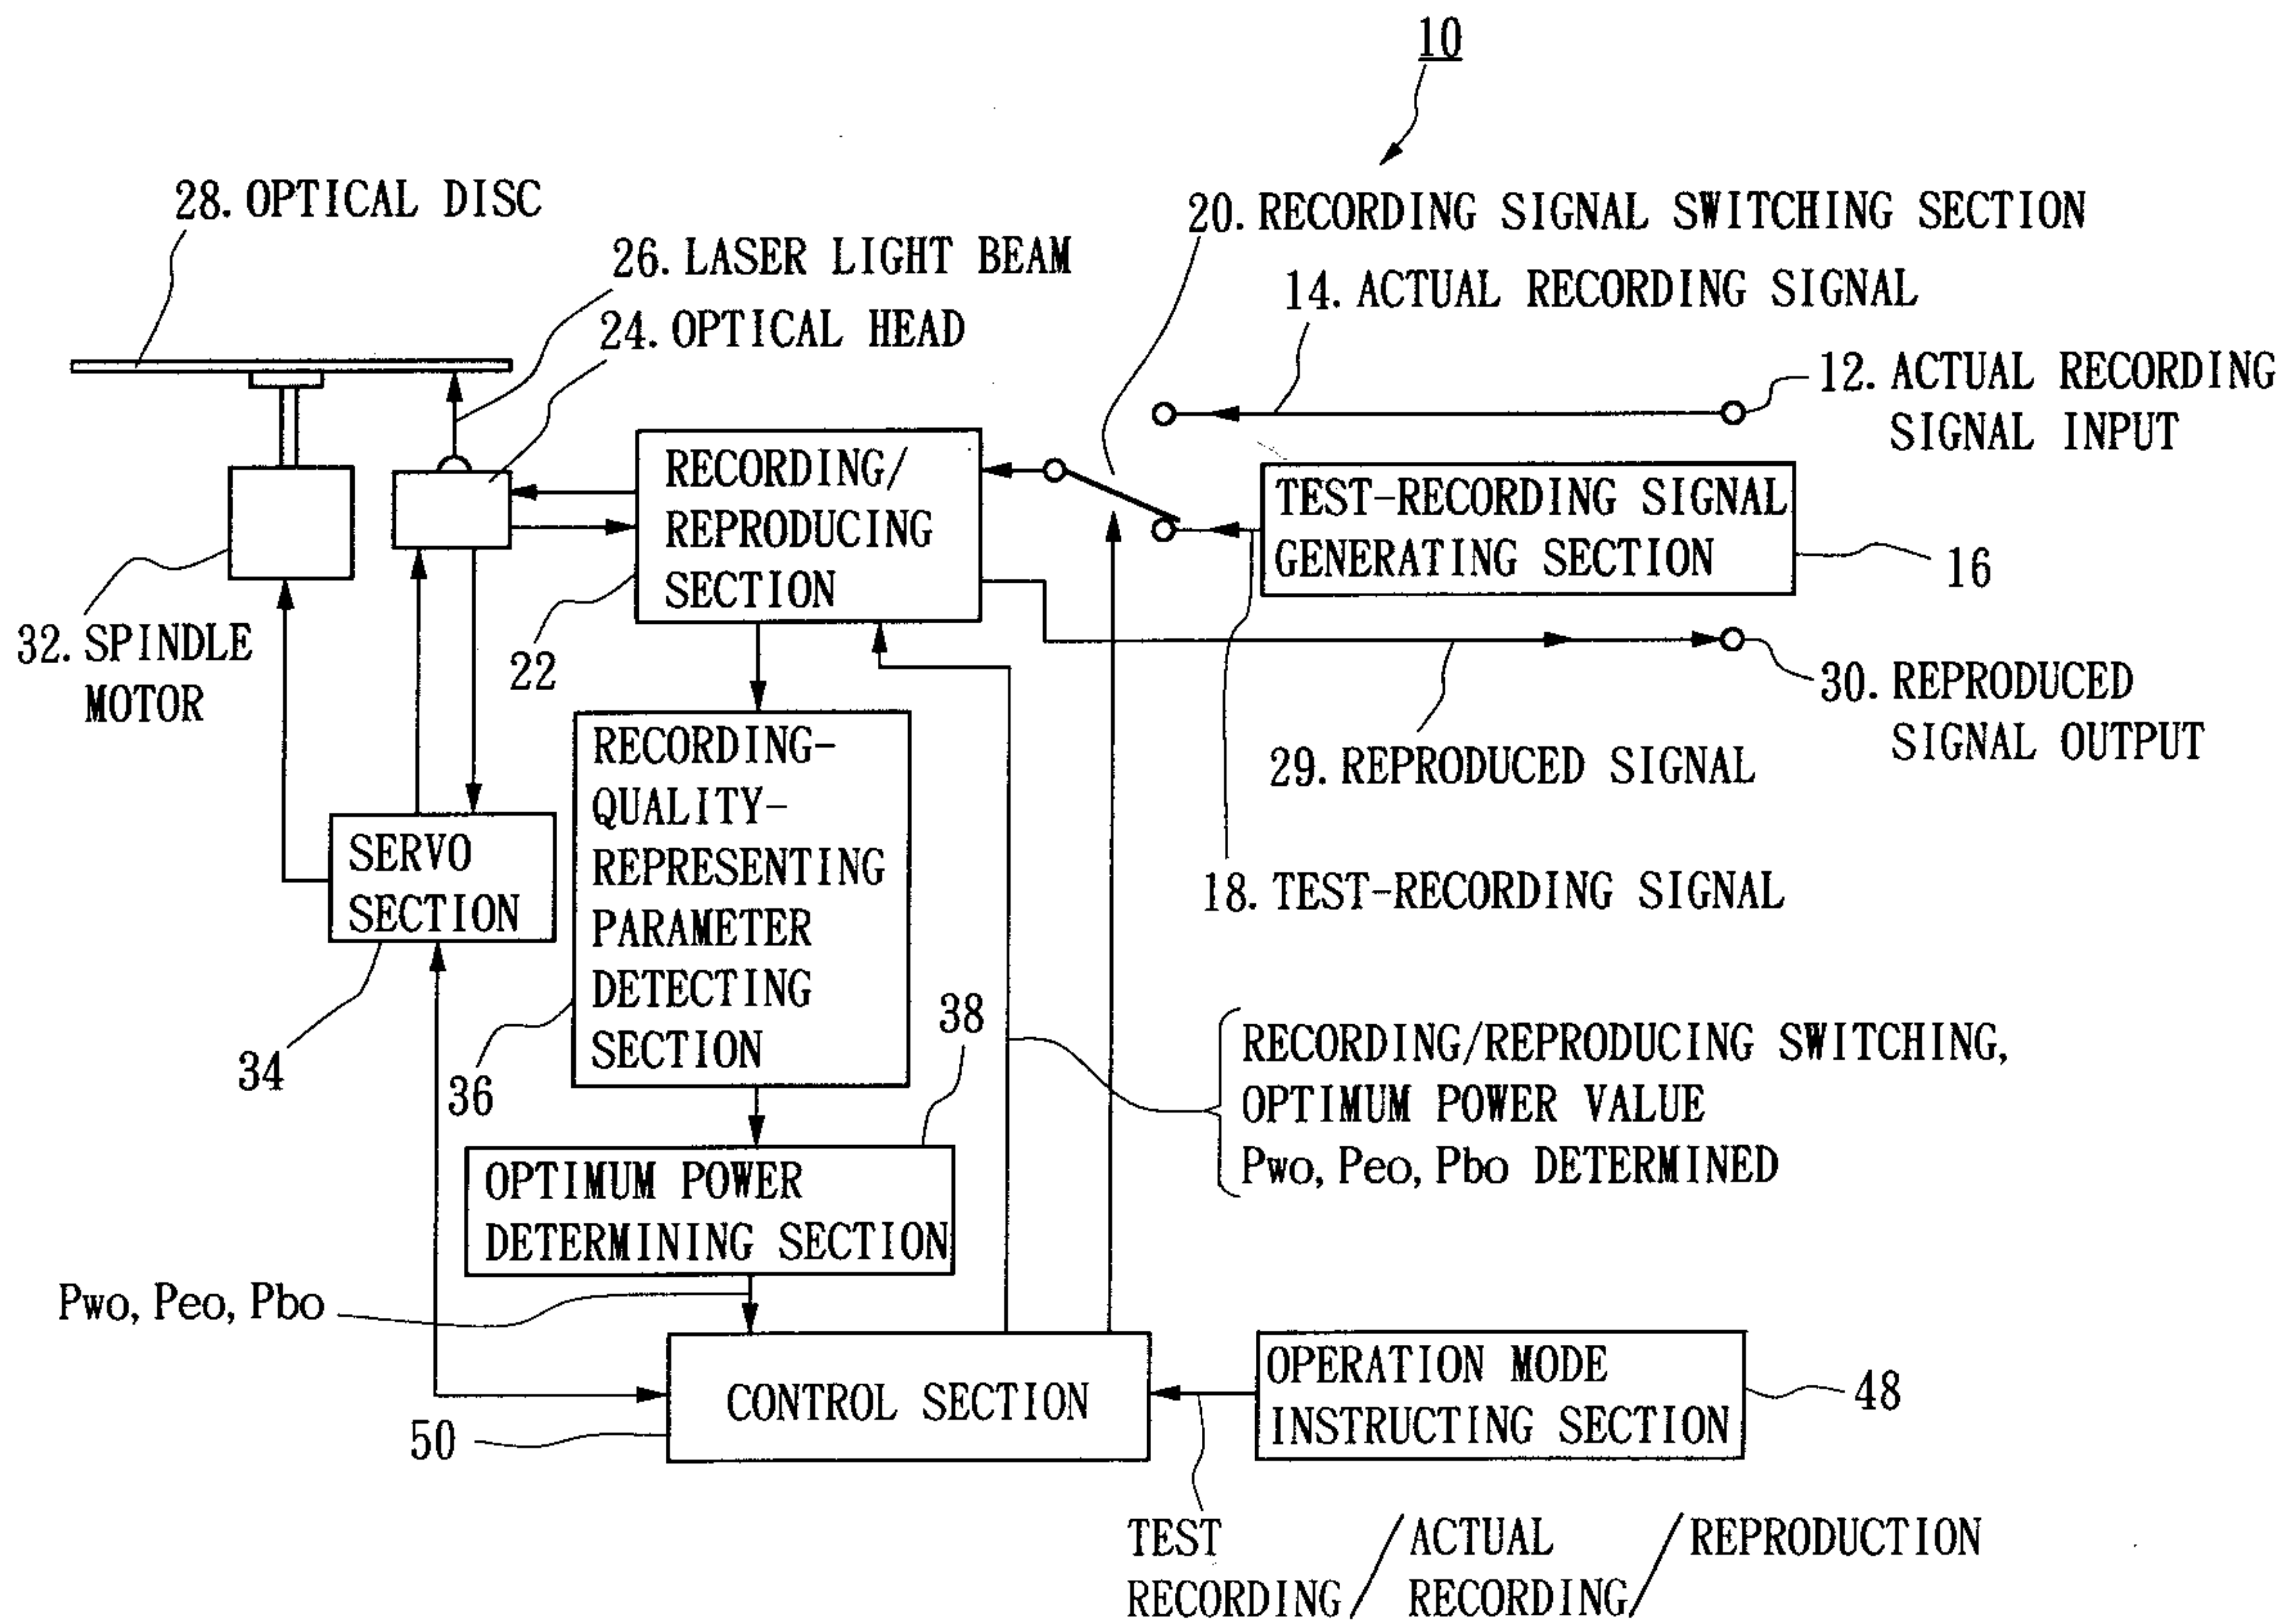 10
28. OPTICAL DISC
20. RECORDING SIGNAL SWITCHING SECTION
26. LASER LIGHT BEAM
14. ACTUAL RECORDING SIGNAL
24. OPTICAL HEAD
12. ACTUAL RECORDING
SIGNAL INPUT
RECORDING/
REPRODUCING
SECTION
TEST-RECORDING SIGNAL
GENERATING SECTION
16
32. SPINDLE
MOTOR
22
30. REPRODUCED
SIGNAL OUTPUT
29. REPRODUCED SIGNAL
RECORDING-
QUALITY-
REPRESENTING
PARAMETER
DETECTING
SECTION
SERVO
SECTION
18. TEST-RECORDING SIGNAL
34
36
38
RECORDING/REPRODUCING SWITCHING,
OPTIMUM POWER VALUE
Pwo, Peo, Pbo DETERMINED
OPTIMUM POWER
DETERMINING SECTION
Pwo, Peo, Pbo
CONTROL SECTION
50
OPERATION MODE
INSTRUCTING SECTION
48
TEST
RECORDING/
ACTUAL
RECORDING/
REPRODUCTION